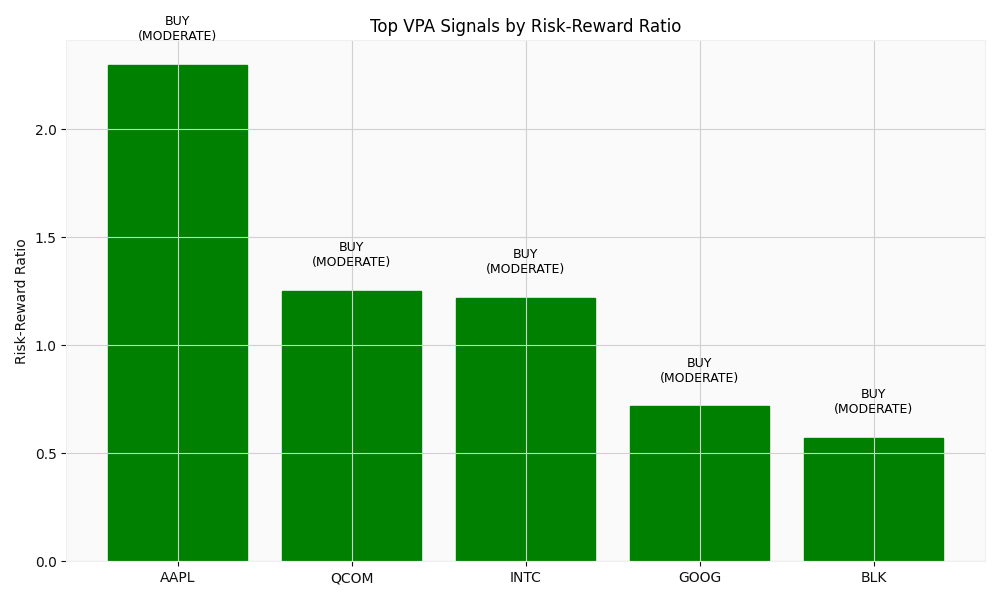 Top VPA Signals by Risk-Reward Ratio
BUY
(MODERATE)
BUY
(MODERATE)
BUY
(MODERATE)
BUY
(MODERATE)
BUY
(MODERATE)
Risk-Reward Ratio
2.0
1.5
1.0
0.5
0.0
AAPL
QCOM
INTC
GOOG
BLK